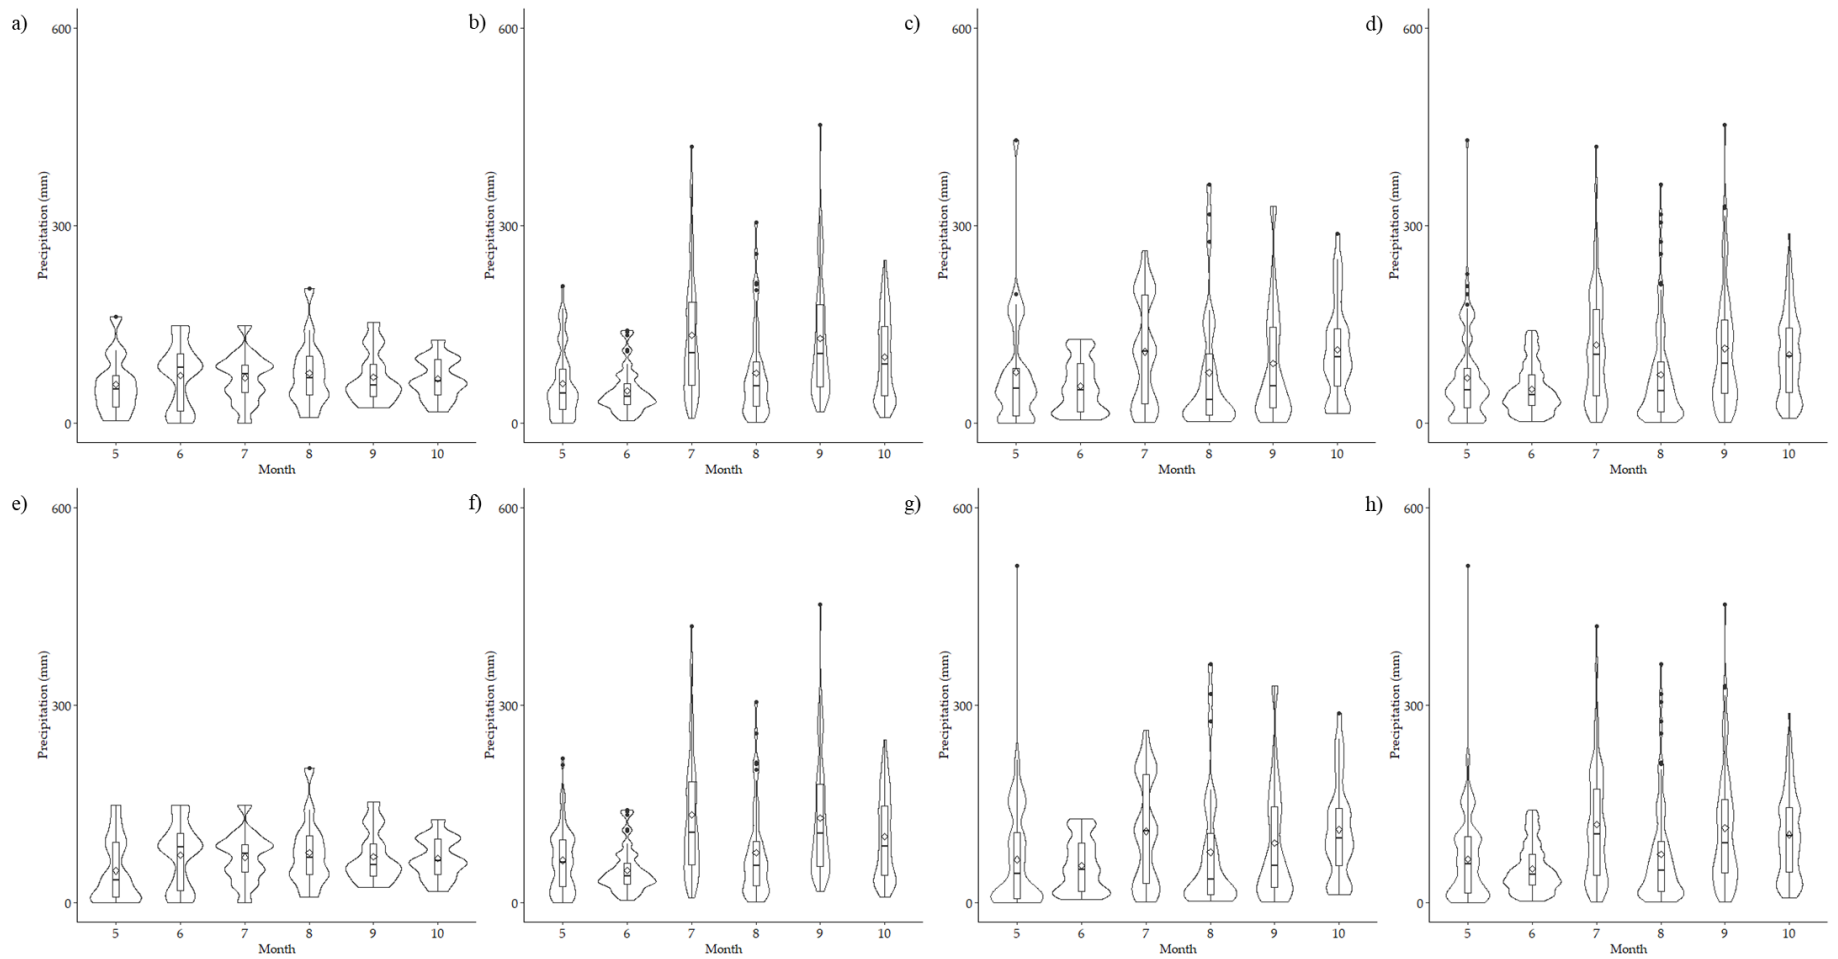 a) b) c) d)
600 600 600 600
Precipitation (mm) Precipitation (mm) Precipitation (mm) Precipitation (mm)
300 300 300 300
0 0 0 0
5 6 7 8 9 10 5 6 7 8 9 10 5 6 7 8 9 10 5 6 7 8 9 10
Month Month Month Month
e) f) g) h)
600 600 600 600
Precipitation (mm) Precipitation (mm) Precipitation (mm) Precipitation (mm)
300 300 300 300
0 0 0 0
5 6 7 8 9 10 5 6 7 8 9 10 5 6 7 8 9 10 5 6 7 8 9 10
Month Month Month Month